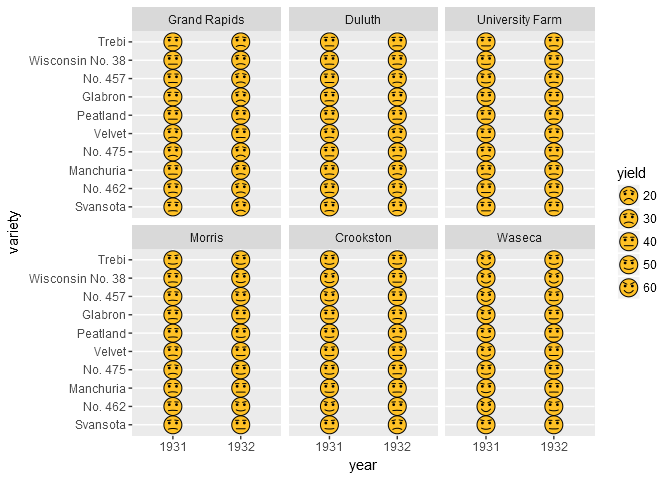 Grand Rapids Duluth University Farm
Trebi
Wisconsin No. 38
No. 457
Glabron
Peatland
Velvet
No. 475
Manchuria
No. 462
Svansota
Morris Crookston Waseca
Trebi
Wisconsin No. 38
No. 457
Glabron
Peatland
Velvet
No. 475
Manchuria
No. 462
Svansota
1931 1932 1931 1932 1931 1932
year
variety
yield
20
30
40
50
60